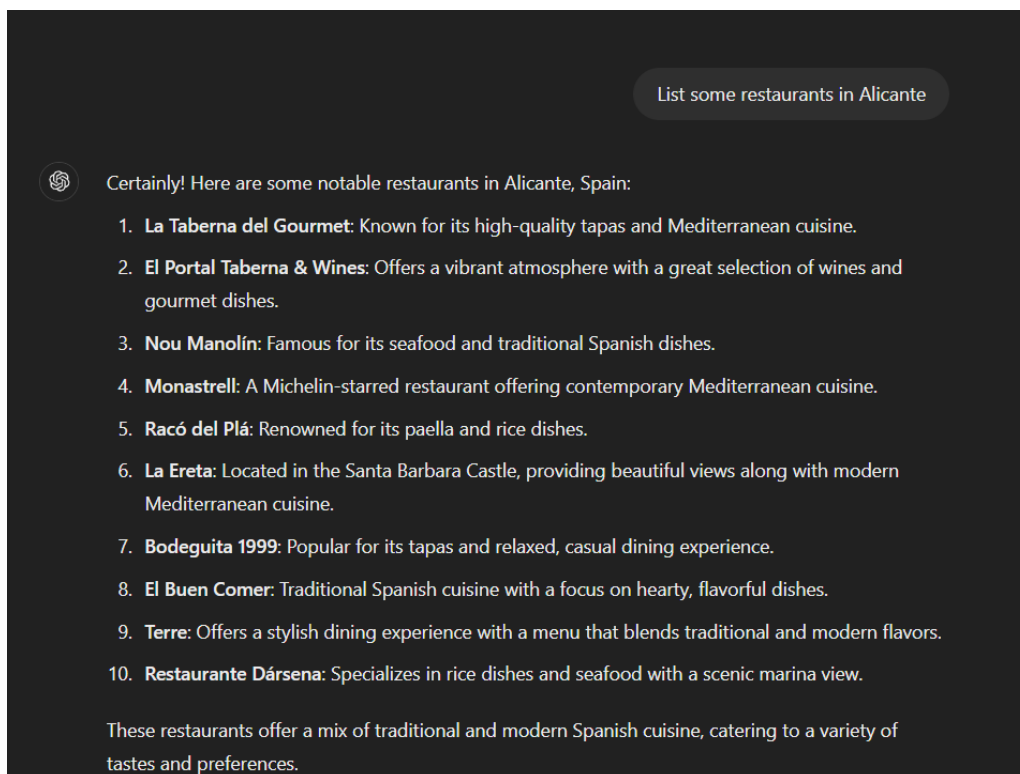 List some restaurants in Alicante
Certainly! Here are some notable restaurants in Alicante, Spain:
1. La Taberna del Gourmet: Known for its high-quality tapas and Mediterranean cuisine.
2. El Portal Taberna & Wines: Offers a vibrant atmosphere with a great selection of wines and
gourmet dishes.
3. Nou Manolín: Famous for its seafood and traditional Spanish dishes.
4. Monastrell: A Michelin-starred restaurant offering contemporary Mediterranean cuisine.
5. Racó del Plá: Renowned for its paella and rice dishes.
6. La Ereta: Located in the Santa Barbara Castle, providing beautiful views along with modern
Mediterranean cuisine.
7. Bodeguita 1999: Popular for its tapas and relaxed, casual dining experience.
8. El Buen Comer: Traditional Spanish cuisine with a focus on hearty, flavorful dishes.
9. Terre: Offers a stylish dining experience with a menu that blends traditional and modern flavors.
10. Restaurante Dársena: Specializes in rice dishes and seafood with a scenic marina view.
These restaurants offer a mix of traditional and modern Spanish cuisine, catering to a variety of
tastes and preferences.